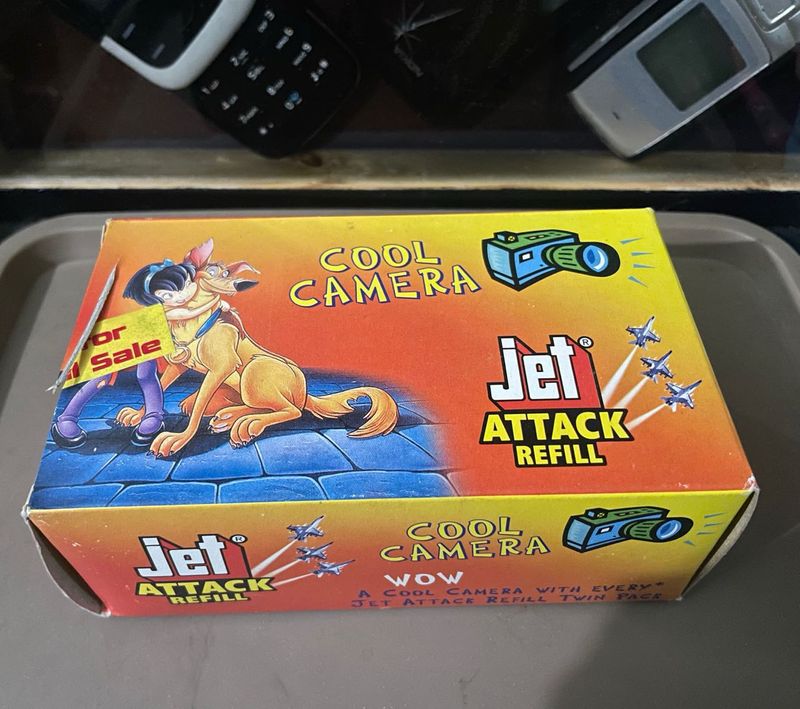 COOL
CAMERA
For
Sale
jet®
ATTACK
REFILL
jet®
ATTACK
REFILL
COOL
CAMERA
WOW
A COOL CAMERA WITH EVERY*
JET ATTACK REFILL TWIN PACK